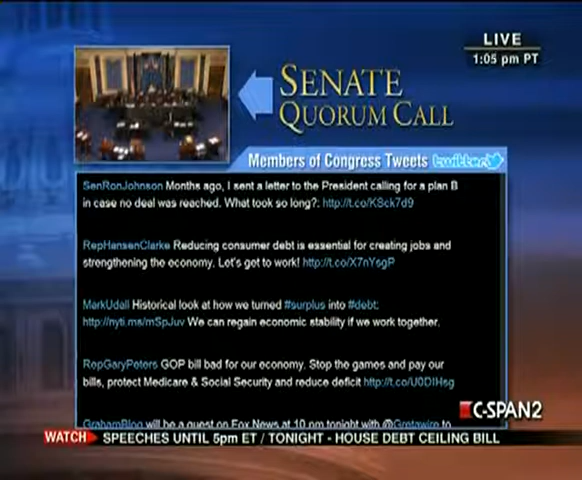 LIVE
1:05 pm PT
SENATE
QUORUM CALL
Members of Congress Tweets twitter
SenRonJohnson Months ago, I sent a letter to the President calling for a plan B
in case no deal was reached. What took so long?: http://t.co/KSck7d9
RepHansenClarke Reducing consumer debt is essential for creating jobs and
strengthening the economy. Let's get to work! http://t.co/X7nYsgP
MarkUdall Historical look at how we turned #surplus into #debt:
http://nyti.ms/mSpJuv We can regain economic stability if we work together.
RepGaryPeters GOP bill bad for our economy. Stop the games and pay our
bills, protect Medicare & Social Security and reduce deficit http://t.co/U0DIHsg
GrahamBlog will be a guest on Fox News at 10 pm tonight with @Gretawire to
C-SPAN2
WATCH SPEECHES UNTIL 5pm ET / TONIGHT - HOUSE DEBT CEILING BILL